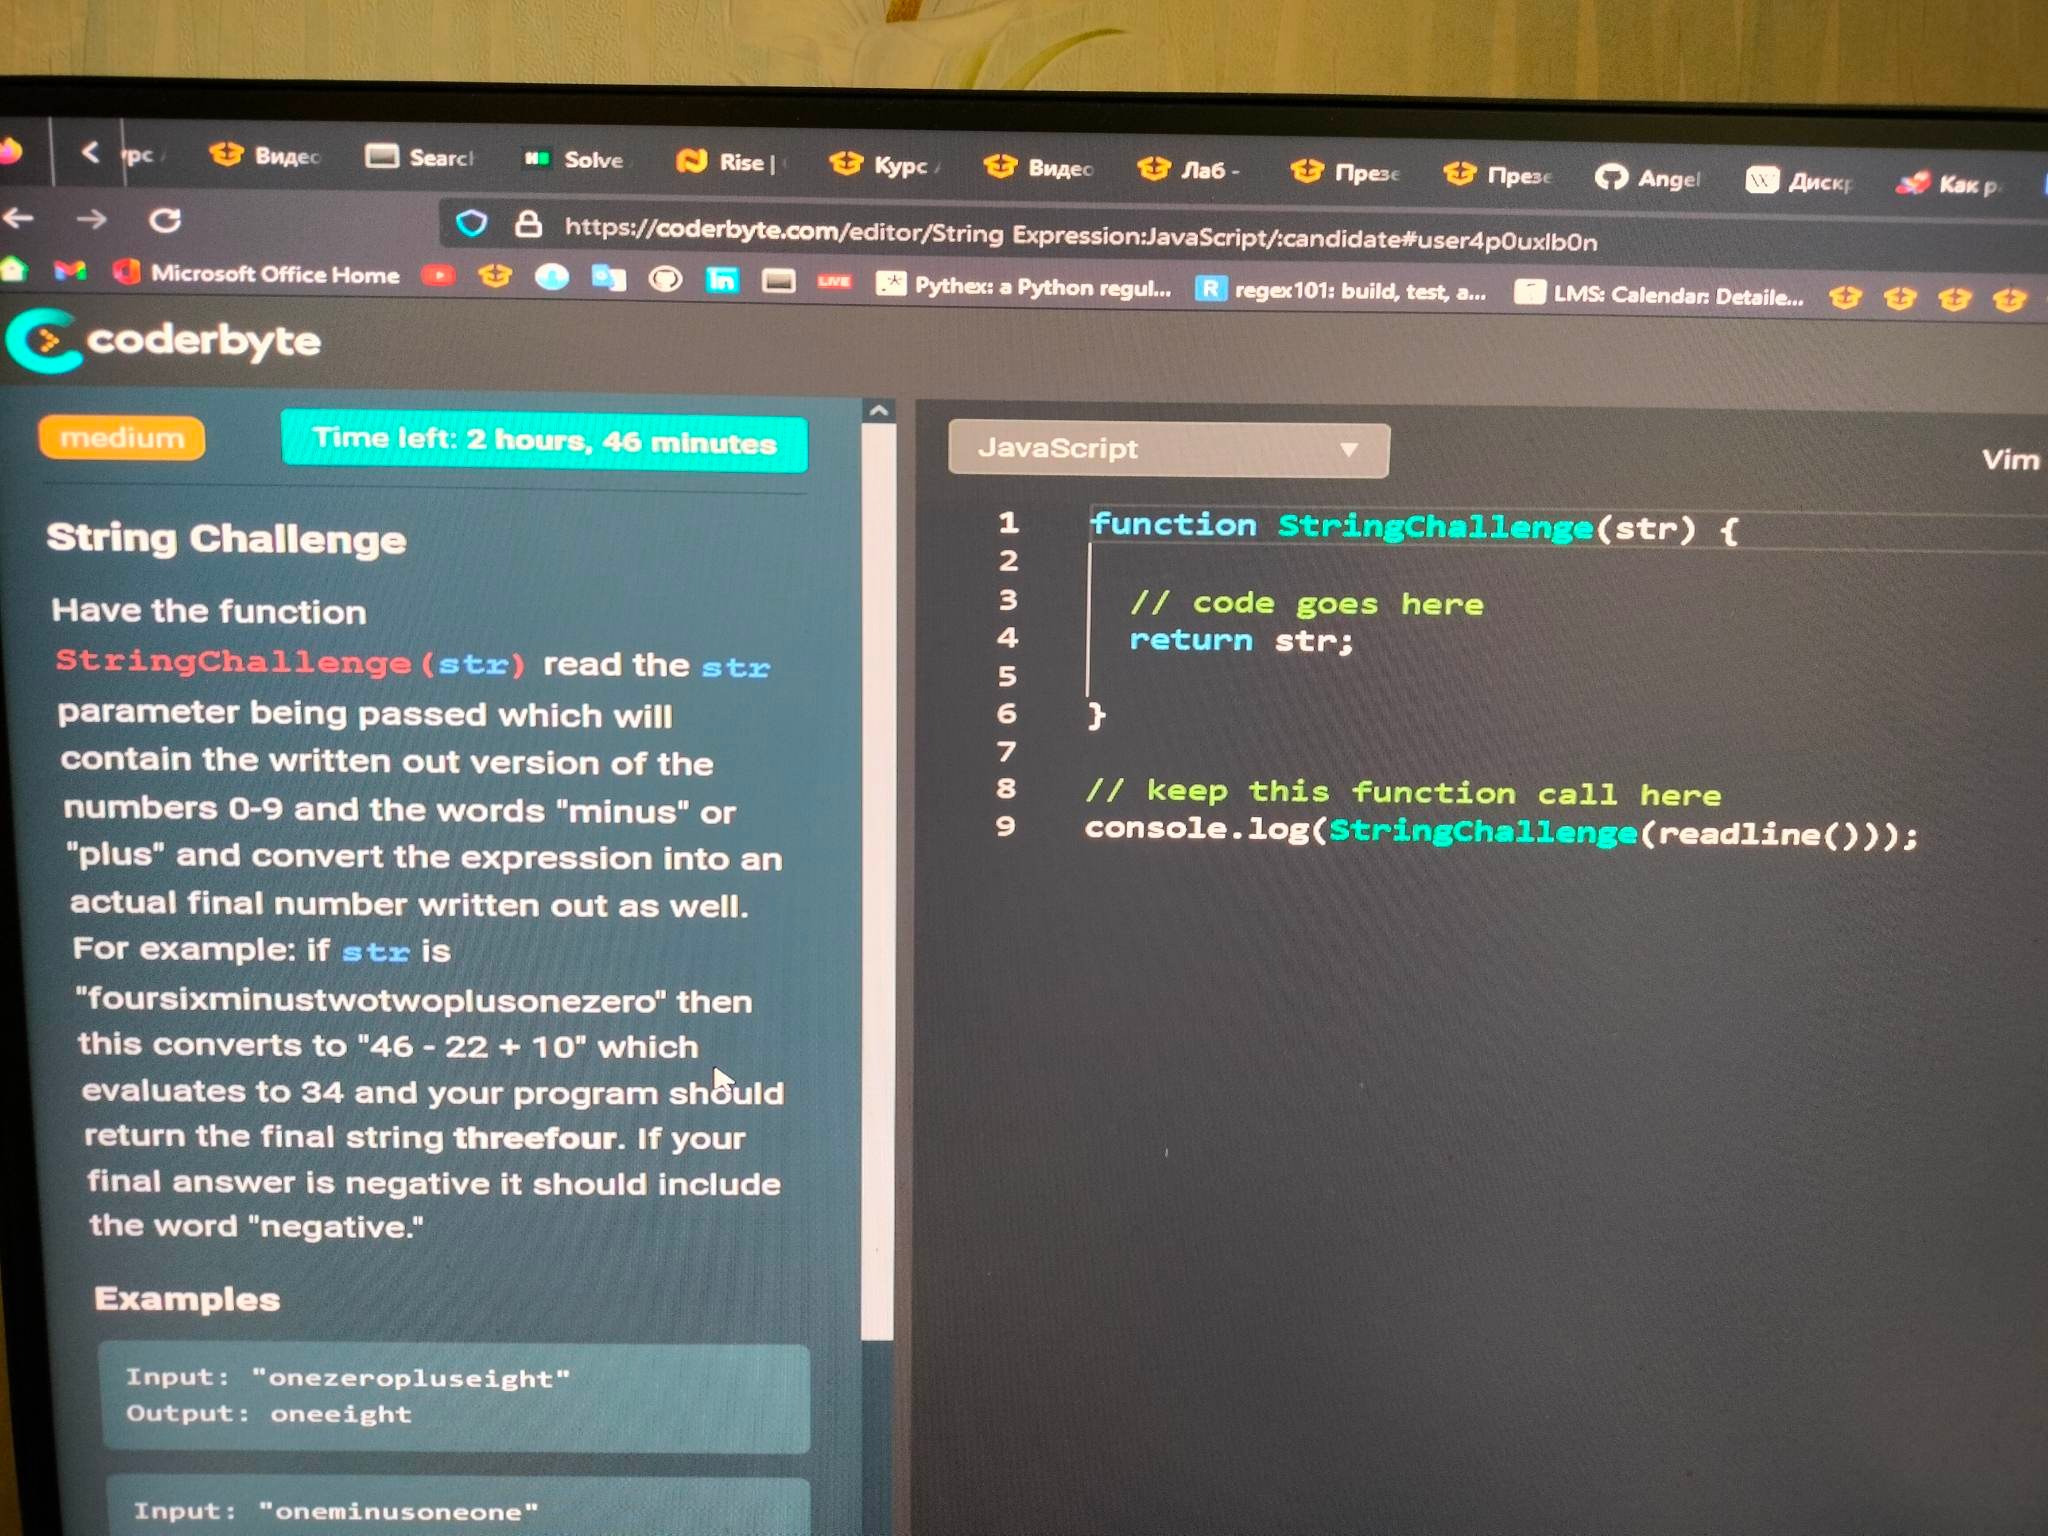 рс
Видео
Search
Solve
Rise |
Курс
Видео
Лаб -
Презе
Презе
Angel
Дискр
Как р
https://coderbyte.com/editor/String Expression:JavaScript/:candidate#user4p0uxlb0n
Microsoft Office Home
in
LIVE
Pythex: a Python regul...
R
regex101: build, test, a...
LMS: Calendar: Detaile...
coderbyte
medium
Time left: 2 hours, 46 minutes
String Challenge
Have the function
StringChallenge(str) read the str
parameter being passed which will
contain the written out version of the
numbers 0-9 and the words "minus" or
"plus" and convert the expression into an
actual final number written out as well.
For example: if str is
"foursixminustwotwoplusonezero" then
this converts to "46 - 22 + 10" which
evaluates to 34 and your program should
return the final string threefour. If your
final answer is negative it should include
the word "negative."
Examples
Input: "onezeropluseight"
Output: oneeight
Input: "oneminusoneone"
JavaScript
Vim
1 function StringChallenge(str) {
2
3 // code goes here
4 return str;
5
6 }
7
8 // keep this function call here
9 console.log(StringChallenge(readline()));